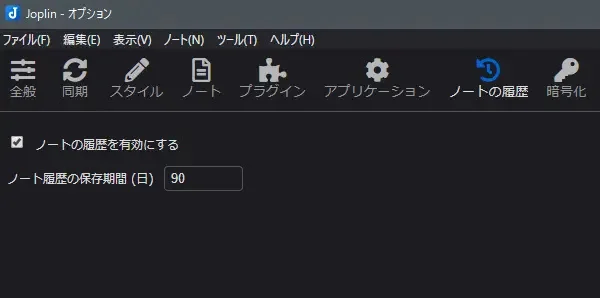 Joplin - オプション
ファイル(F) 編集(E) 表示(V) ノート(N) ツール(T) ヘルプ(H)
全般 同期 スタイル ノート プラグイン アプリケーション ノートの履歴 暗号化
ノートの履歴を有効にする
ノート履歴の保存期間 (日) 90